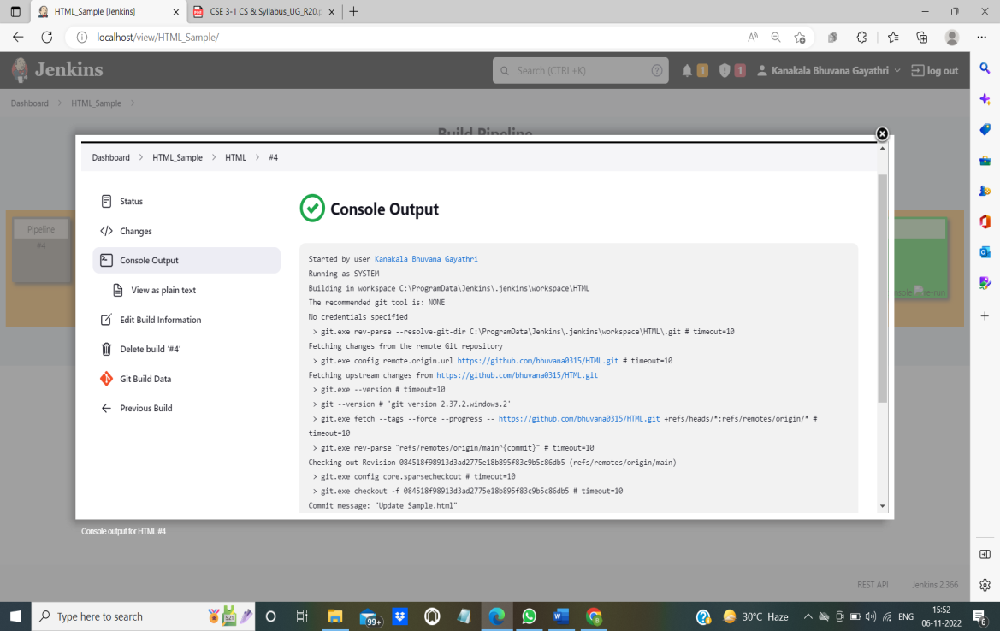 HTML_Sample [Jenkins]
CSE 3-1 CS & Syllabus_UG_R20.p
localhost/view/HTML_Sample/
Jenkins
Search (CTRL+K)
1
1
Kanakala Bhuvana Gayathri
log out
Dashboard
HTML_Sample
Build Pipeline
Dashboard
HTML_Sample
HTML
#4
Pipeline
#4
Status
Changes
Console Output
View as plain text
Edit Build Information
Delete build '#4'
Git Build Data
Previous Build
Console Output
Started by user Kanakala Bhuvana Gayathri
Running as SYSTEM
Building in workspace C:\ProgramData\Jenkins\.jenkins\workspace\HTML
The recommended git tool is: NONE
No credentials specified
> git.exe rev-parse --resolve-git-dir C:\ProgramData\Jenkins\.jenkins\workspace\HTML\.git # timeout=10
Fetching changes from the remote Git repository
> git.exe config remote.origin.url https://github.com/bhuvana0315/HTML.git # timeout=10
Fetching upstream changes from https://github.com/bhuvana0315/HTML.git
> git.exe --version # timeout=10
> git --version # 'git version 2.37.2.windows.2'
> git.exe fetch --tags --force --progress -- https://github.com/bhuvana0315/HTML.git +refs/heads/*:refs/remotes/origin/* #
timeout=10
> git.exe rev-parse "refs/remotes/origin/main^{commit}" # timeout=10
Checking out Revision 084518f98913d3ad2775e18b895f83c9b5c86db5 (refs/remotes/origin/main)
> git.exe config core.sparsecheckout # timeout=10
> git.exe checkout -f 084518f98913d3ad2775e18b895f83c9b5c86db5 # timeout=10
Commit message: "Update Sample.html"
re-run
Console output for HTML #4
REST API
Jenkins 2.366
Type here to search
521
99+
30°C Haze
ENG
15:52
06-11-2022
6